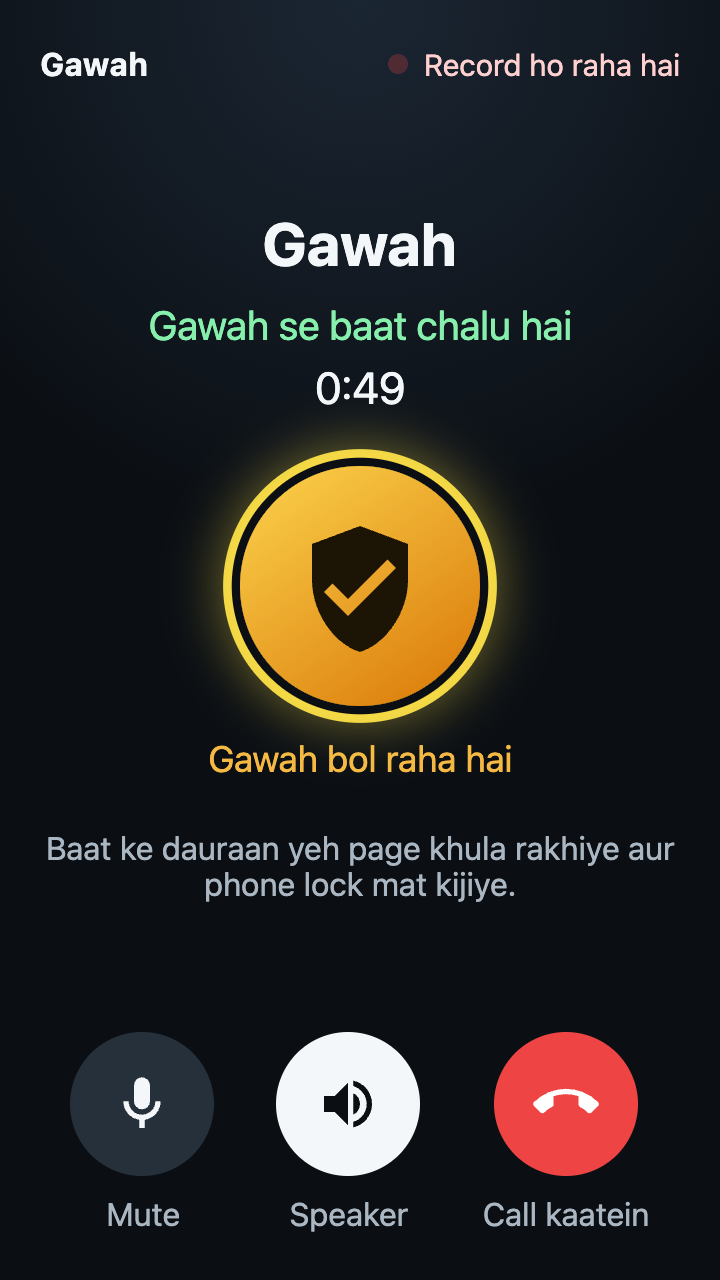 Gawah
Record ho raha hai
Gawah
Gawah se baat chalu hai
0:49
Gawah bol raha hai
Baat ke dauraan yeh page khula rakhiye aur
phone lock mat kijiye.
Mute
Speaker
Call kaatein